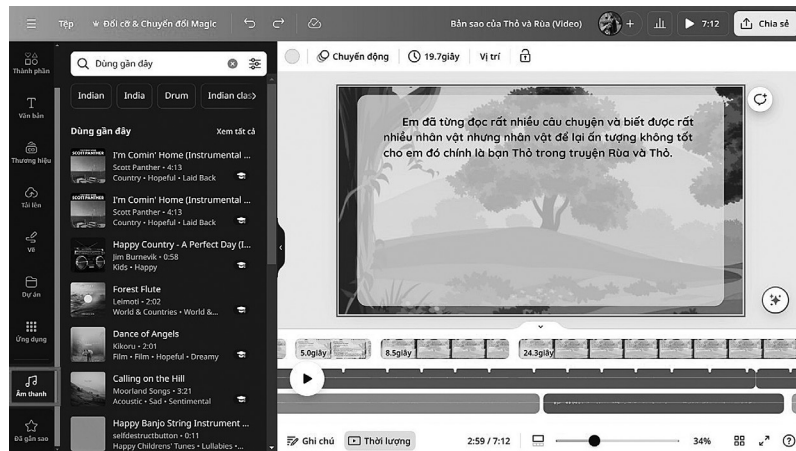 Tệp
Đổi cỡ & Chuyển đổi Magic
Bản sao của Thỏ và Rùa (Video)
7:12
Chia sẻ
Thành phần
Văn bản
Thương hiệu
Tải lên
Vẽ
Dự án
Ứng dụng
Âm thanh
Đã gắn sao
Dùng gần đây
Indian
India
Drum
Indian clas
Dùng gần đây
Xem tất cả
I'm Comin' Home (Instrumental ...
Scott Panther • 4:13
Country • Hopeful • Laid Back
I'm Comin' Home (Instrumental ...
Scott Panther • 4:13
Country • Hopeful • Laid Back
Happy Country - A Perfect Day (I...
Jim Burnevik • 0:58
Kids • Happy
Forest Flute
Leimoti • 2:02
World & Countries • World &...
Dance of Angels
Kikoru • 2:01
Film • Film • Hopeful • Dreamy
Calling on the Hill
Moorland Songs • 3:21
Acoustic • Sad • Sentimental
Happy Banjo String Instrument ...
selfdestructbutton • 0:11
Happy Childrens' Tunes • Lullabies •...
Chuyển động
19.7giây
Vị trí
Em đã từng đọc rất nhiều câu chuyện và biết được rất
nhiều nhân vật nhưng nhân vật để lại ấn tượng không tốt
cho em đó chính là bạn Thỏ trong truyện Rùa và Thỏ.
5.0giây
8.5giây
24.3giây
Ghi chú
Thời lượng
2:59 / 7:12
34%